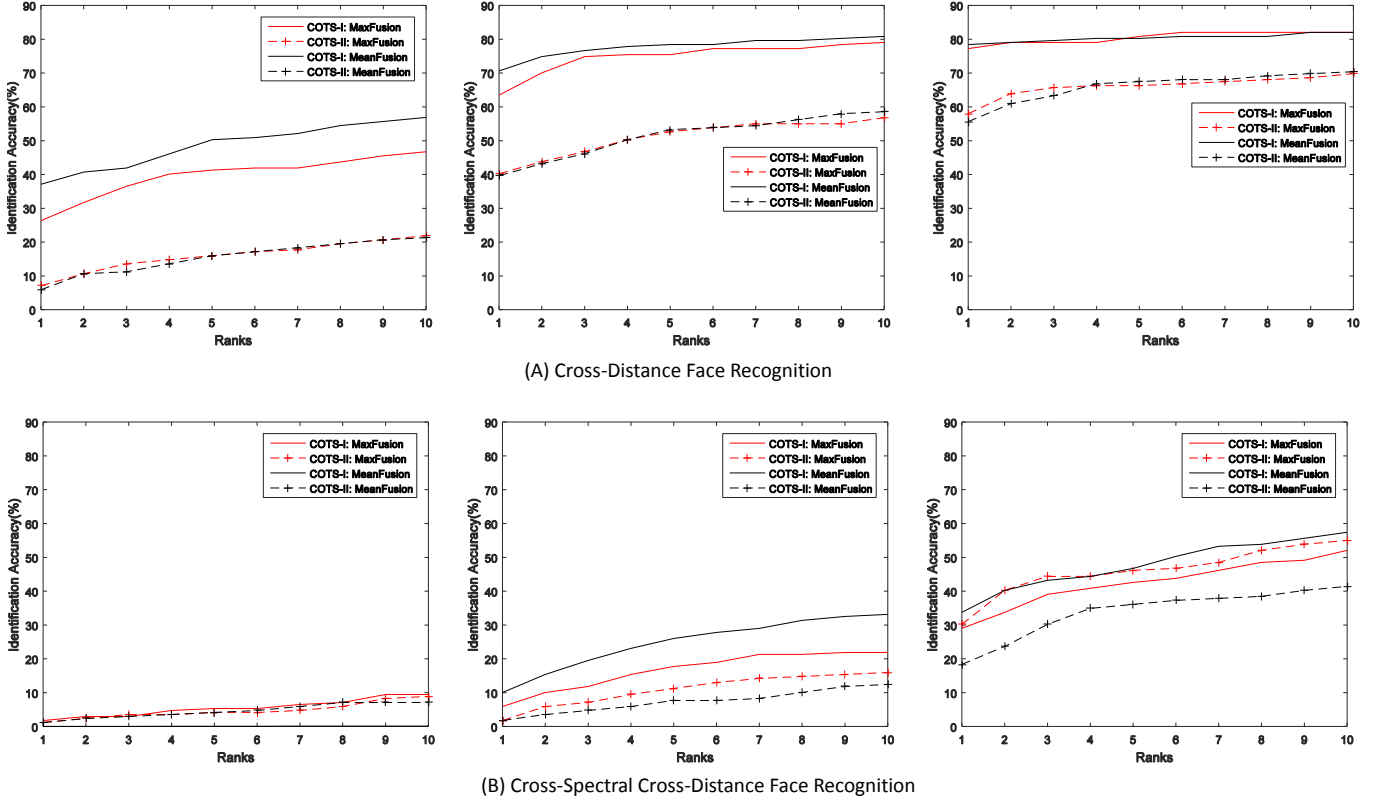 COTS-I: MaxFusion
COTS-II: MaxFusion
COTS-I: MeanFusion
COTS-II: MeanFusion
Identification Accuracy(%)
90
80
70
60
50
40
30
20
10
0
1 2 3 4 5 6 7 8 9 10
Ranks
COTS-I: MaxFusion
COTS-II: MaxFusion
COTS-I: MeanFusion
COTS-II: MeanFusion
Identification Accuracy(%)
90
80
70
60
50
40
30
20
10
0
1 2 3 4 5 6 7 8 9 10
Ranks
COTS-I: MaxFusion
COTS-II: MaxFusion
COTS-I: MeanFusion
COTS-II: MeanFusion
Identification Accuracy(%)
90
80
70
60
50
40
30
20
10
0
1 2 3 4 5 6 7 8 9 10
Ranks
(A) Cross-Distance Face Recognition
COTS-I: MaxFusion
COTS-II: MaxFusion
COTS-I: MeanFusion
COTS-II: MeanFusion
Identification Accuracy(%)
90
80
70
60
50
40
30
20
10
0
1 2 3 4 5 6 7 8 9 10
Ranks
COTS-I: MaxFusion
COTS-II: MaxFusion
COTS-I: MeanFusion
COTS-II: MeanFusion
Identification Accuracy(%)
90
80
70
60
50
40
30
20
10
0
1 2 3 4 5 6 7 8 9 10
Ranks
COTS-I: MaxFusion
COTS-II: MaxFusion
COTS-I: MeanFusion
COTS-II: MeanFusion
Identification Accuracy(%)
90
80
70
60
50
40
30
20
10
0
1 2 3 4 5 6 7 8 9 10
Ranks
(B) Cross-Spectral Cross-Distance Face Recognition